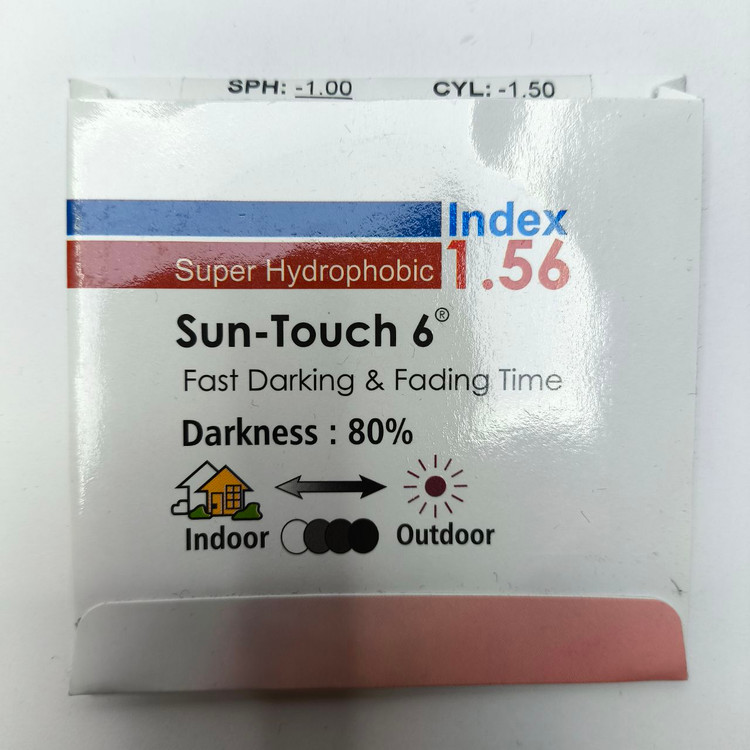 SPH: -1.00 CYL: -1.50
Index
Super Hydrophobic 1.56
Sun-Touch 6®
Fast Darking & Fading Time
Darkness : 80%
Indoor Outdoor